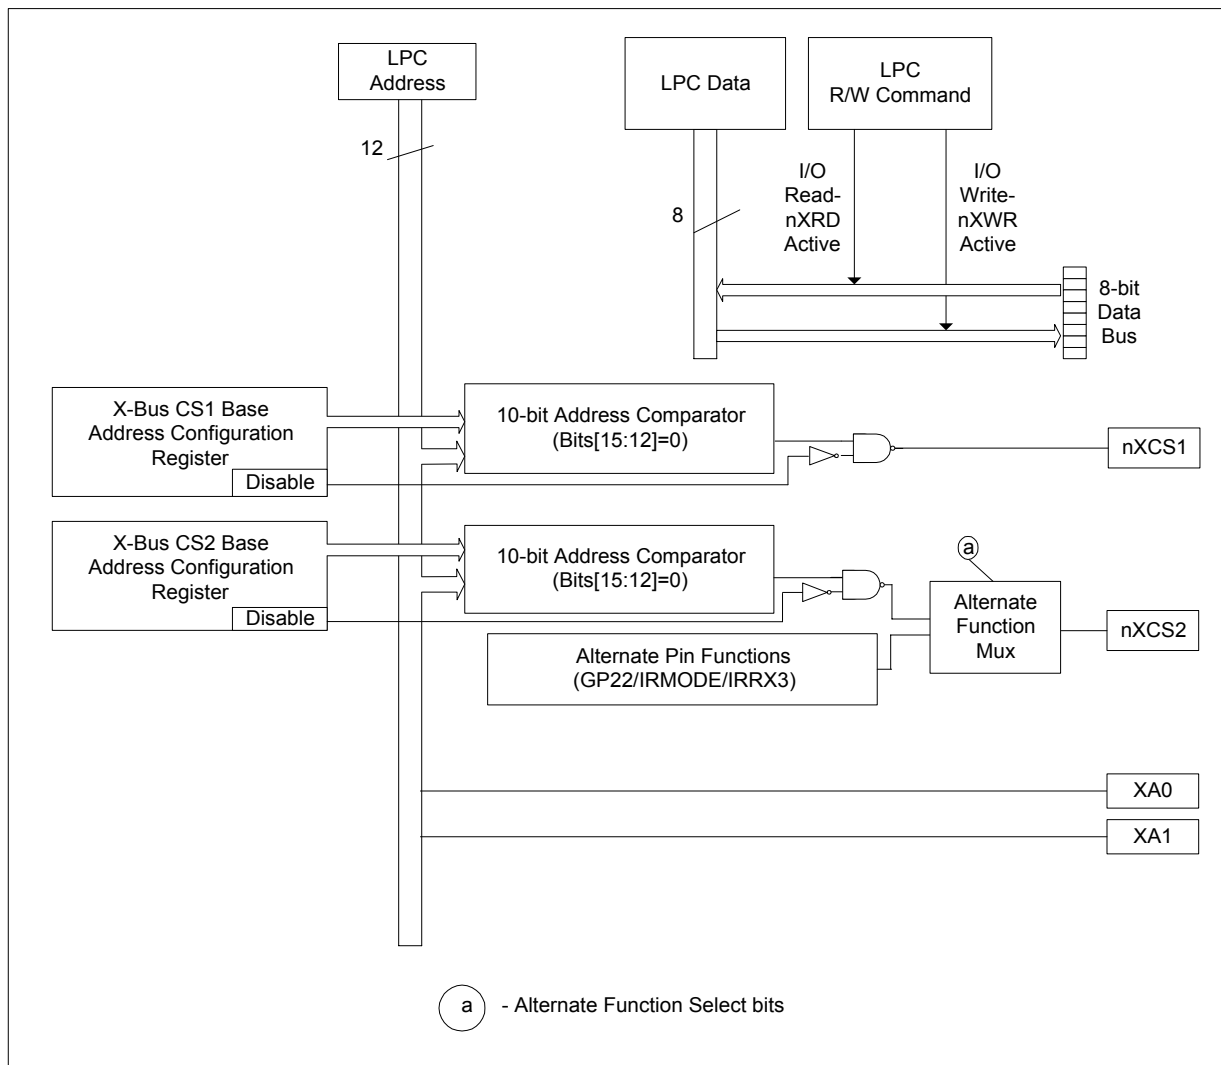 LPC
Address
LPC Data
LPC
R/W Command
12
8
I/O
Read-
nXRD
Active
I/O
Write-
nXWR
Active
8-bit
Data
Bus
X-Bus CS1 Base
Address Configuration
Register
Disable
10-bit Address Comparator
(Bits[15:12]=0)
nXCS1
X-Bus CS2 Base
Address Configuration
Register
Disable
10-bit Address Comparator
(Bits[15:12]=0)
a
Alternate
Function
Mux
nXCS2
Alternate Pin Functions
(GP22/IRMODE/IRRX3)
XA0
XA1
a - Alternate Function Select bits